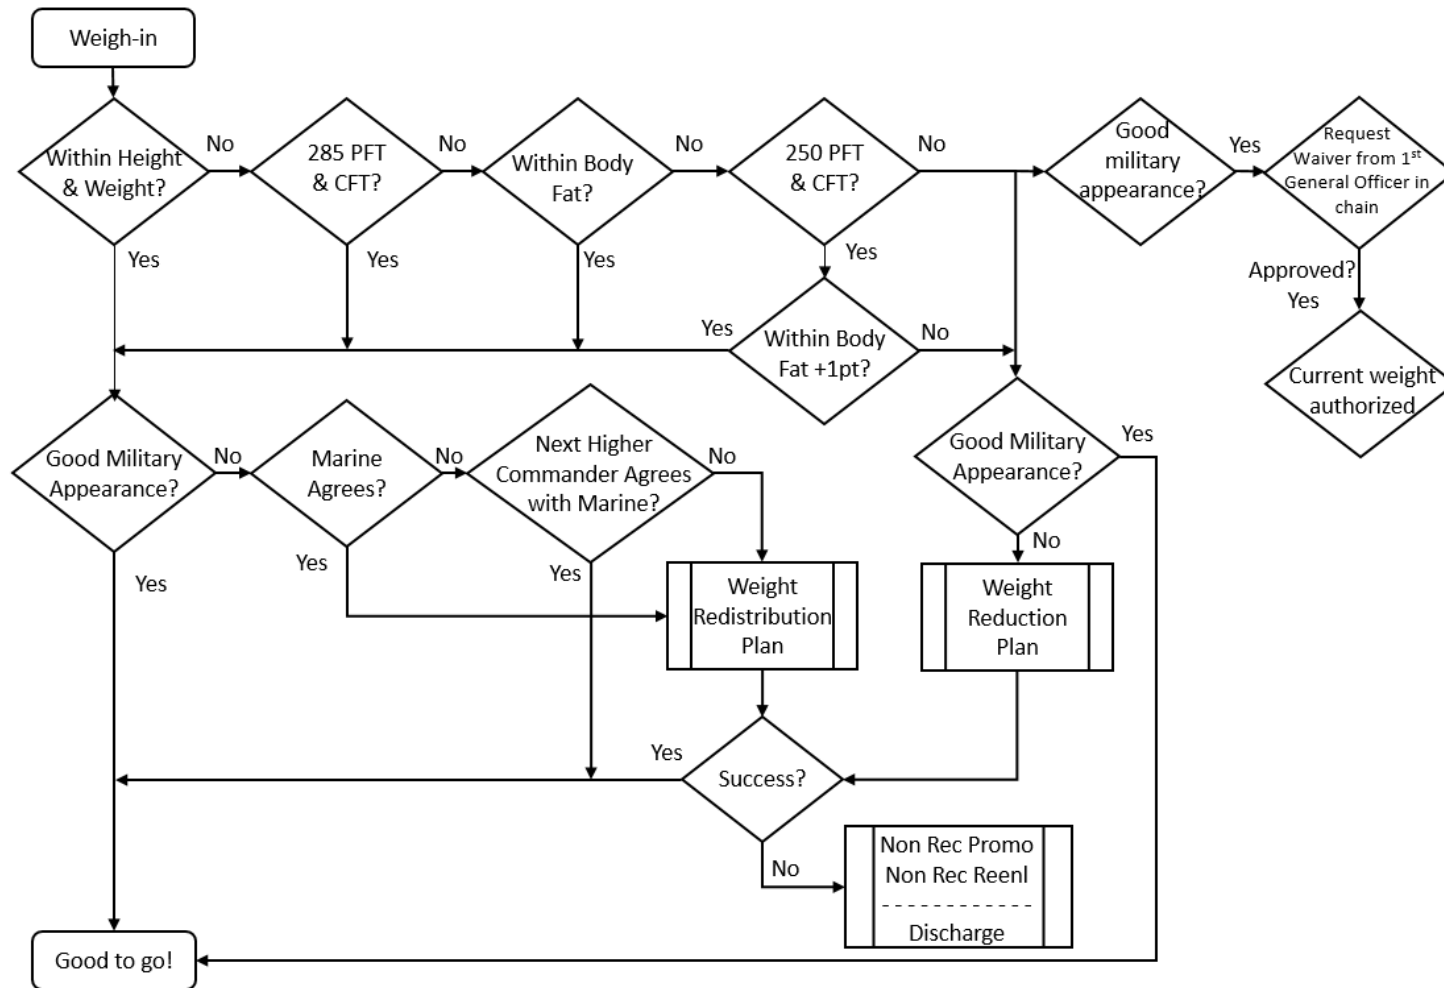 Weigh-in
Within Height
& Weight?
No
Yes
285 PFT
& CFT?
No
Yes
Within Body
Fat?
No
Yes
250 PFT
& CFT?
No
Yes
Good
military
appearance?
Yes
Request
Waiver from 1st
General Officer in
chain
Approved?
Yes
Current weight
authorized
Yes
Within Body
Fat +1pt?
No
Good Military
Appearance?
No
Yes
Marine
Agrees?
No
Yes
Next Higher
Commander Agrees
with Marine?
No
Yes
Good Military
Appearance?
Yes
No
Weight
Redistribution
Plan
Weight
Reduction
Plan
Yes
Success?
No
Non Rec Promo
Non Rec Reenl
- - - - - - - - - - - -
Discharge
Good to go!